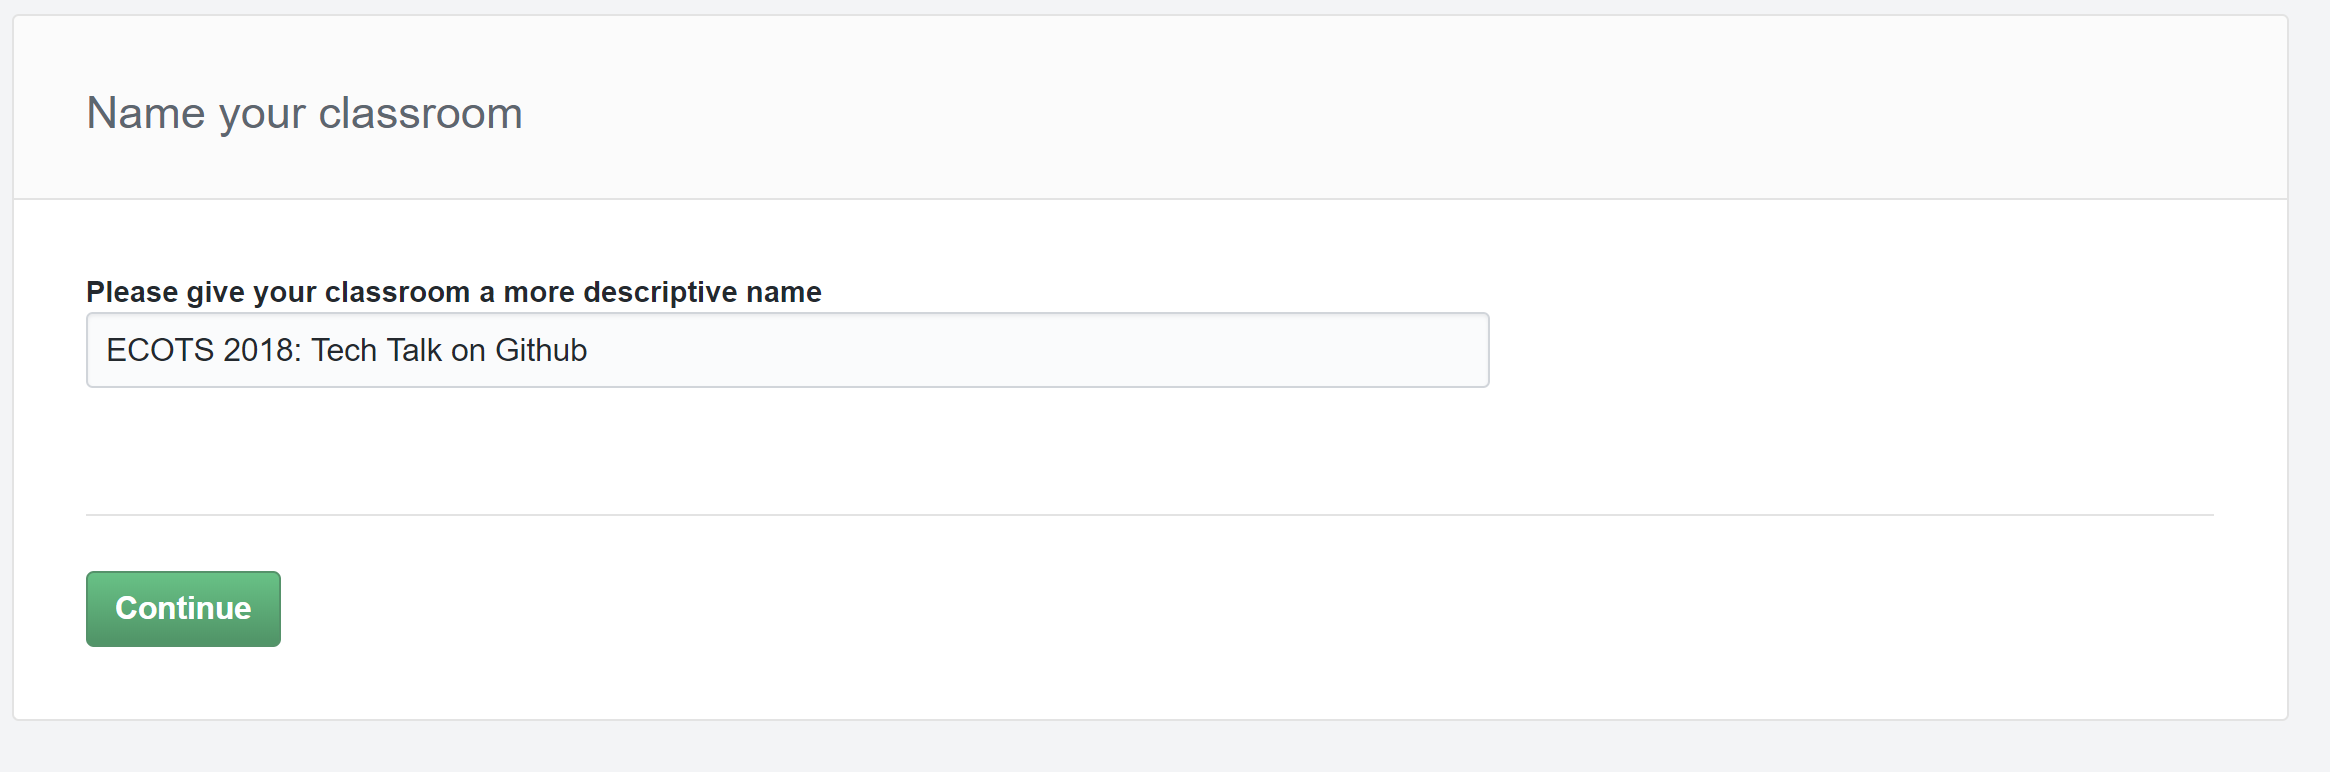 Name your classroom
Please give your classroom a more descriptive name
ECOTS 2018: Tech Talk on Github
Continue